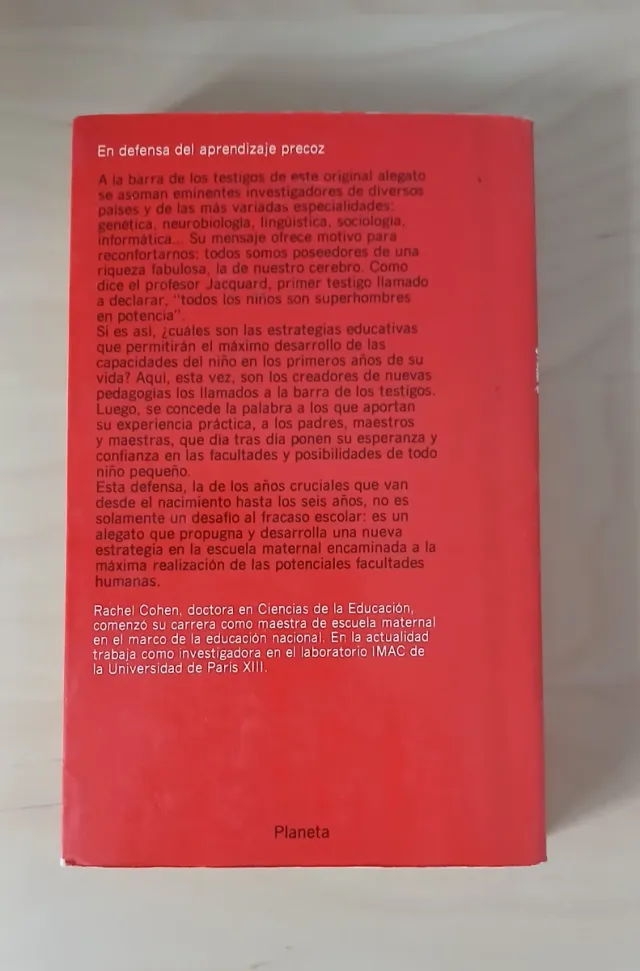 En defensa del aprendizaje precoz
A la barra de los testigos de este original alegato
se asoman eminentes investigadores de diversos
países y de las más variadas especialidades:
genética, neurobiología, lingüística, sociología,
informática... Su mensaje ofrece motivo para
reconfortarnos: todos somos poseedores de una
riqueza fabulosa, la de nuestro cerebro. Como
dice el profesor Jacquard, primer testigo llamado
a declarar, "todos los niños son superhombres
en potencia".
Si es así, ¿cuáles son las estrategias educativas
que permitirán el máximo desarrollo de las
capacidades del niño en los primeros años de su
vida? Aquí, esta vez, son los creadores de nuevas
pedagogías los llamados a la barra de los testigos.
Luego, se concede la palabra a los que aportan
su experiencia práctica, a los padres, maestros
y maestras, que día tras día ponen su esperanza y
confianza en las facultades y posibilidades de todo
niño pequeño.
Esta defensa, la de los años cruciales que van
desde el nacimiento hasta los seis años, no es
solamente un desafío al fracaso escolar: es un
alegato que propugna y desarrolla una nueva
estrategia en la escuela maternal encaminada a la
máxima realización de las potenciales facultades
humanas.
Rachel Cohen, doctora en Ciencias de la Educación,
comenzó su carrera como maestra de escuela maternal
en el marco de la educación nacional. En la actualidad
trabaja como investigadora en el laboratorio IMAC de
la Universidad de París XIII.
Planeta